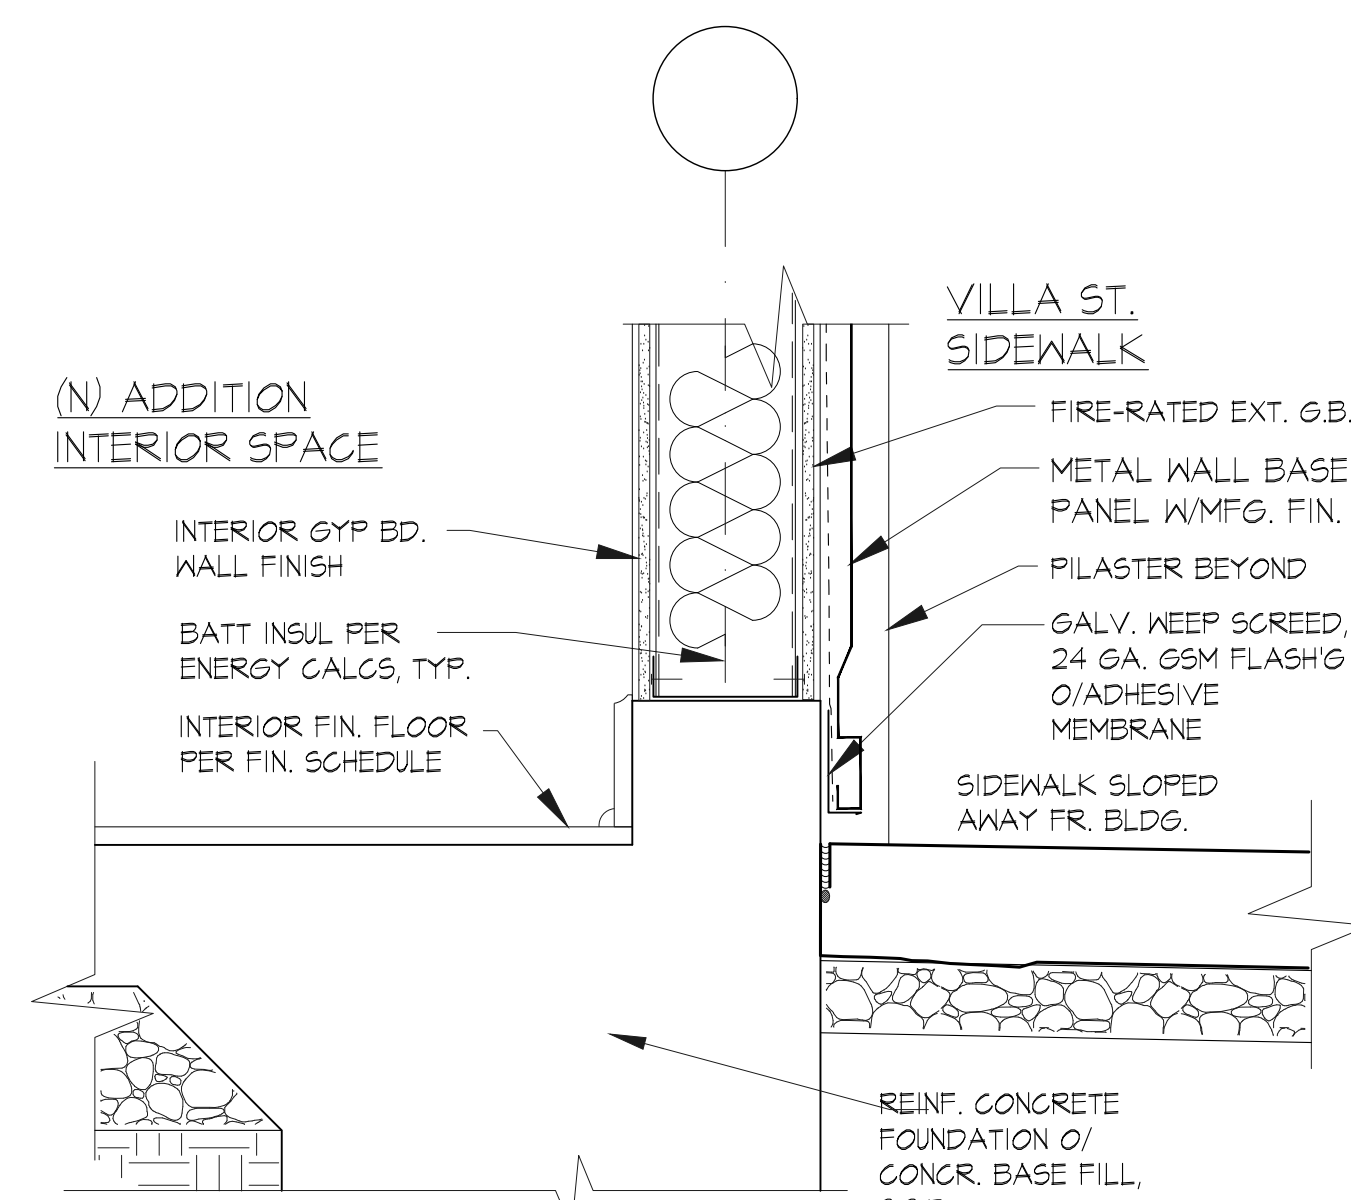 VILLA ST.
SIDEWALK
(N) ADDITION
INTERIOR SPACE
FIRE-RATED EXT. G.B.
METAL WALL BASE
PANEL W/MFG. FIN.
INTERIOR GYP BD.
WALL FINISH
PILASTER BEYOND
BATT INSUL PER
ENERGY CALCS, TYP.
GALV. WEEP SCREED,
24 GA. GSM FLASH'G
O/ADHESIVE
MEMBRANE
INTERIOR FIN. FLOOR
PER FIN. SCHEDULE
SIDEWALK SLOPED
AWAY FR. BLDG.
REINF. CONCRETE
FOUNDATION O/
CONCR. BASE FILL,